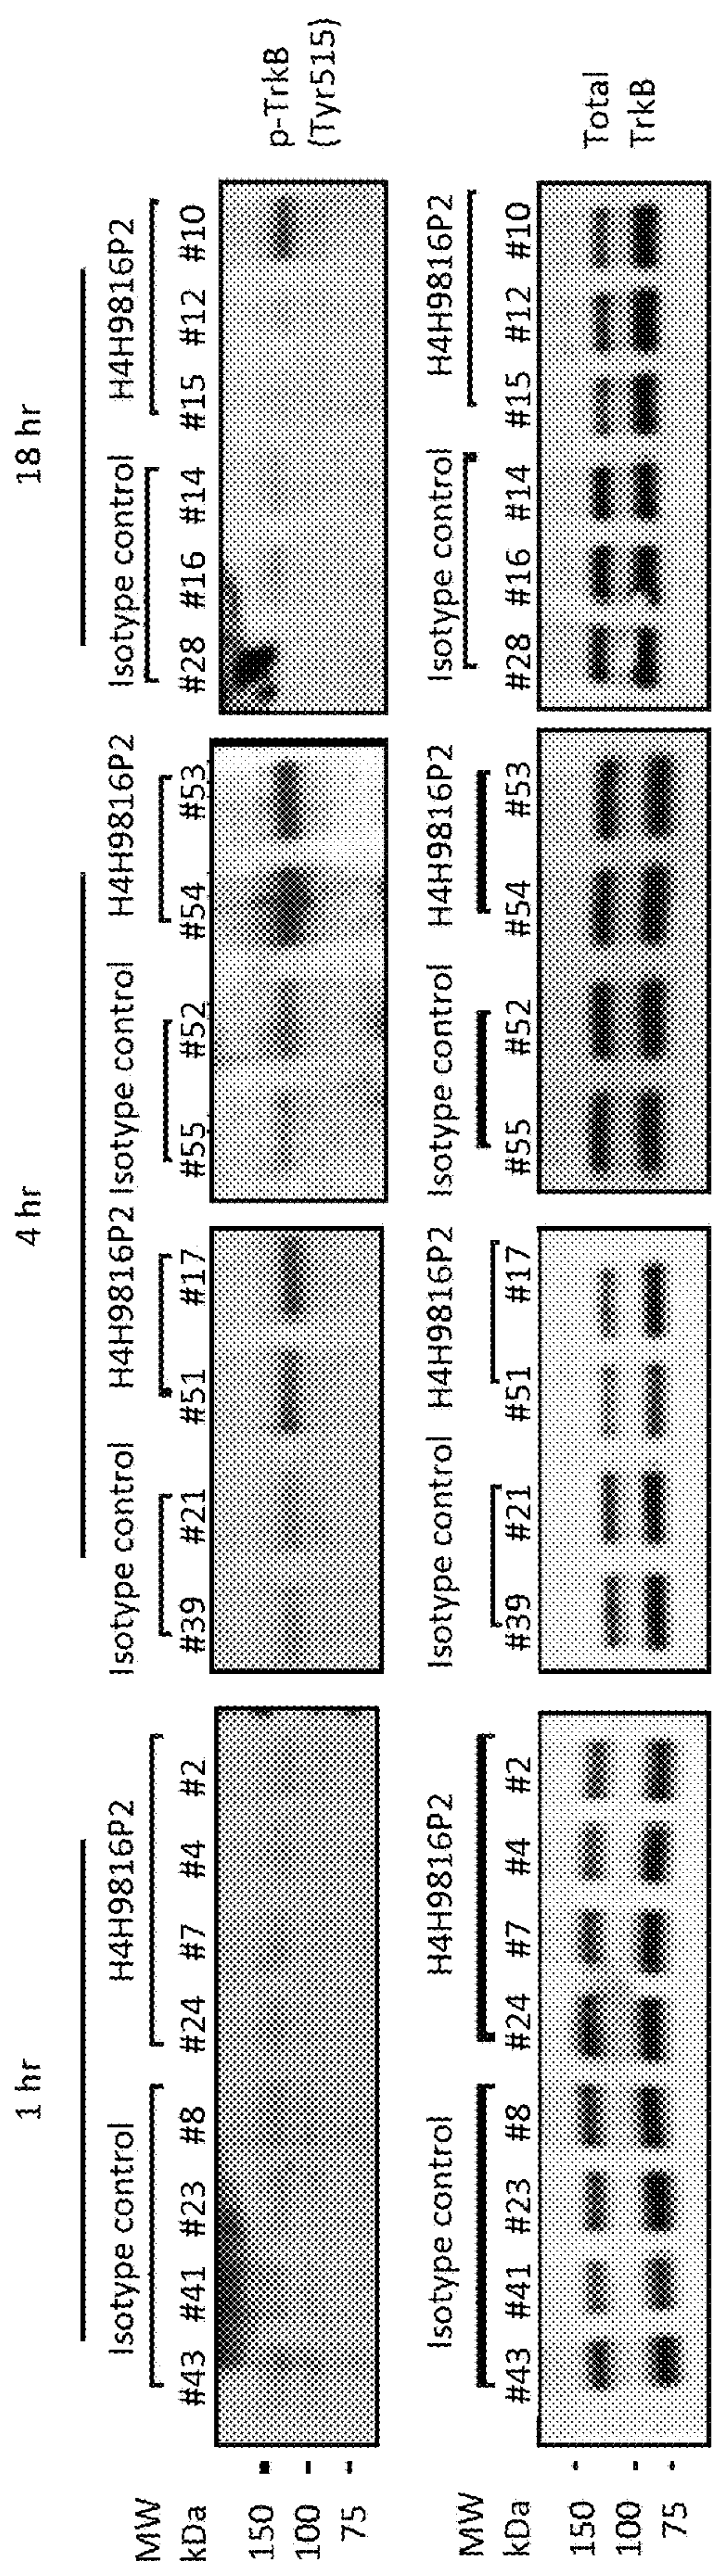 1 hr 4 hr 18 hr
MW Isotype control H4H9816P2 Isotype control H4H9816P2 Isotype control H4H9816P2 Isotype control H4H9816P2
kDa #43 #41 #23 #8 #24 #7 #4 #2 #39 #21 #51 #17 #55 #52 #54 #53 #28 #16 #14 #15 #12 #10
150
100
75
p-TrkB
(Tyr515)
MW Isotype control H4H9816P2 Isotype control H4H9816P2 Isotype control H4H9816P2 Isotype control H4H9816P2
kDa #43 #41 #23 #8 #24 #7 #4 #2 #39 #21 #51 #17 #55 #52 #54 #53 #28 #16 #14 #15 #12 #10
150
100
75
Total
TrkB